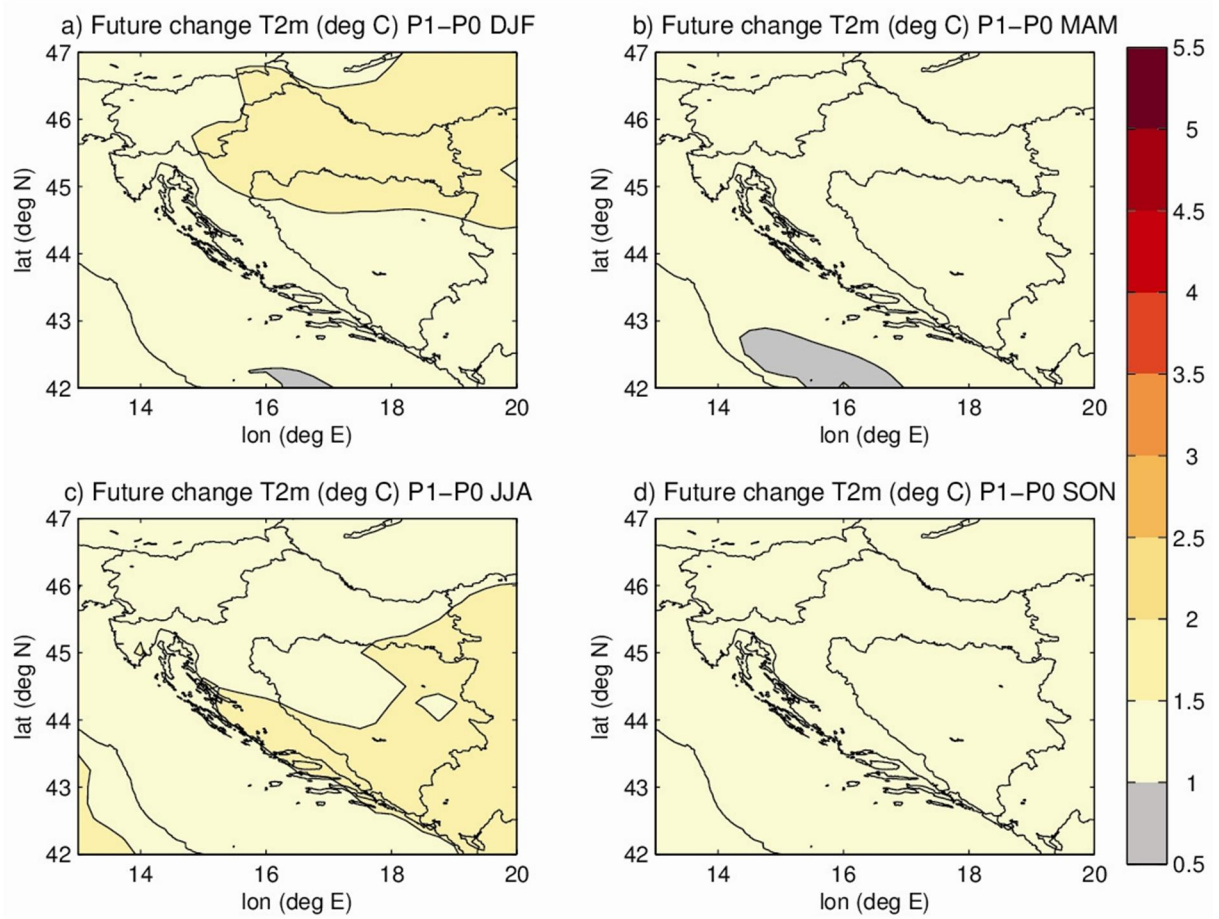 a) Future change T2m (deg C) P1−P0 DJF
47
46
45
44
43
42
lat (deg N)
14 16 18 20
lon (deg E)
b) Future change T2m (deg C) P1−P0 MAM
47
46
45
44
43
42
lat (deg N)
14 16 18 20
lon (deg E)
c) Future change T2m (deg C) P1−P0 JJA
47
46
45
44
43
42
lat (deg N)
14 16 18 20
lon (deg E)
d) Future change T2m (deg C) P1−P0 SON
47
46
45
44
43
42
lat (deg N)
14 16 18 20
lon (deg E)
5.5
5
4.5
4
3.5
3
2.5
2
1.5
1
0.5